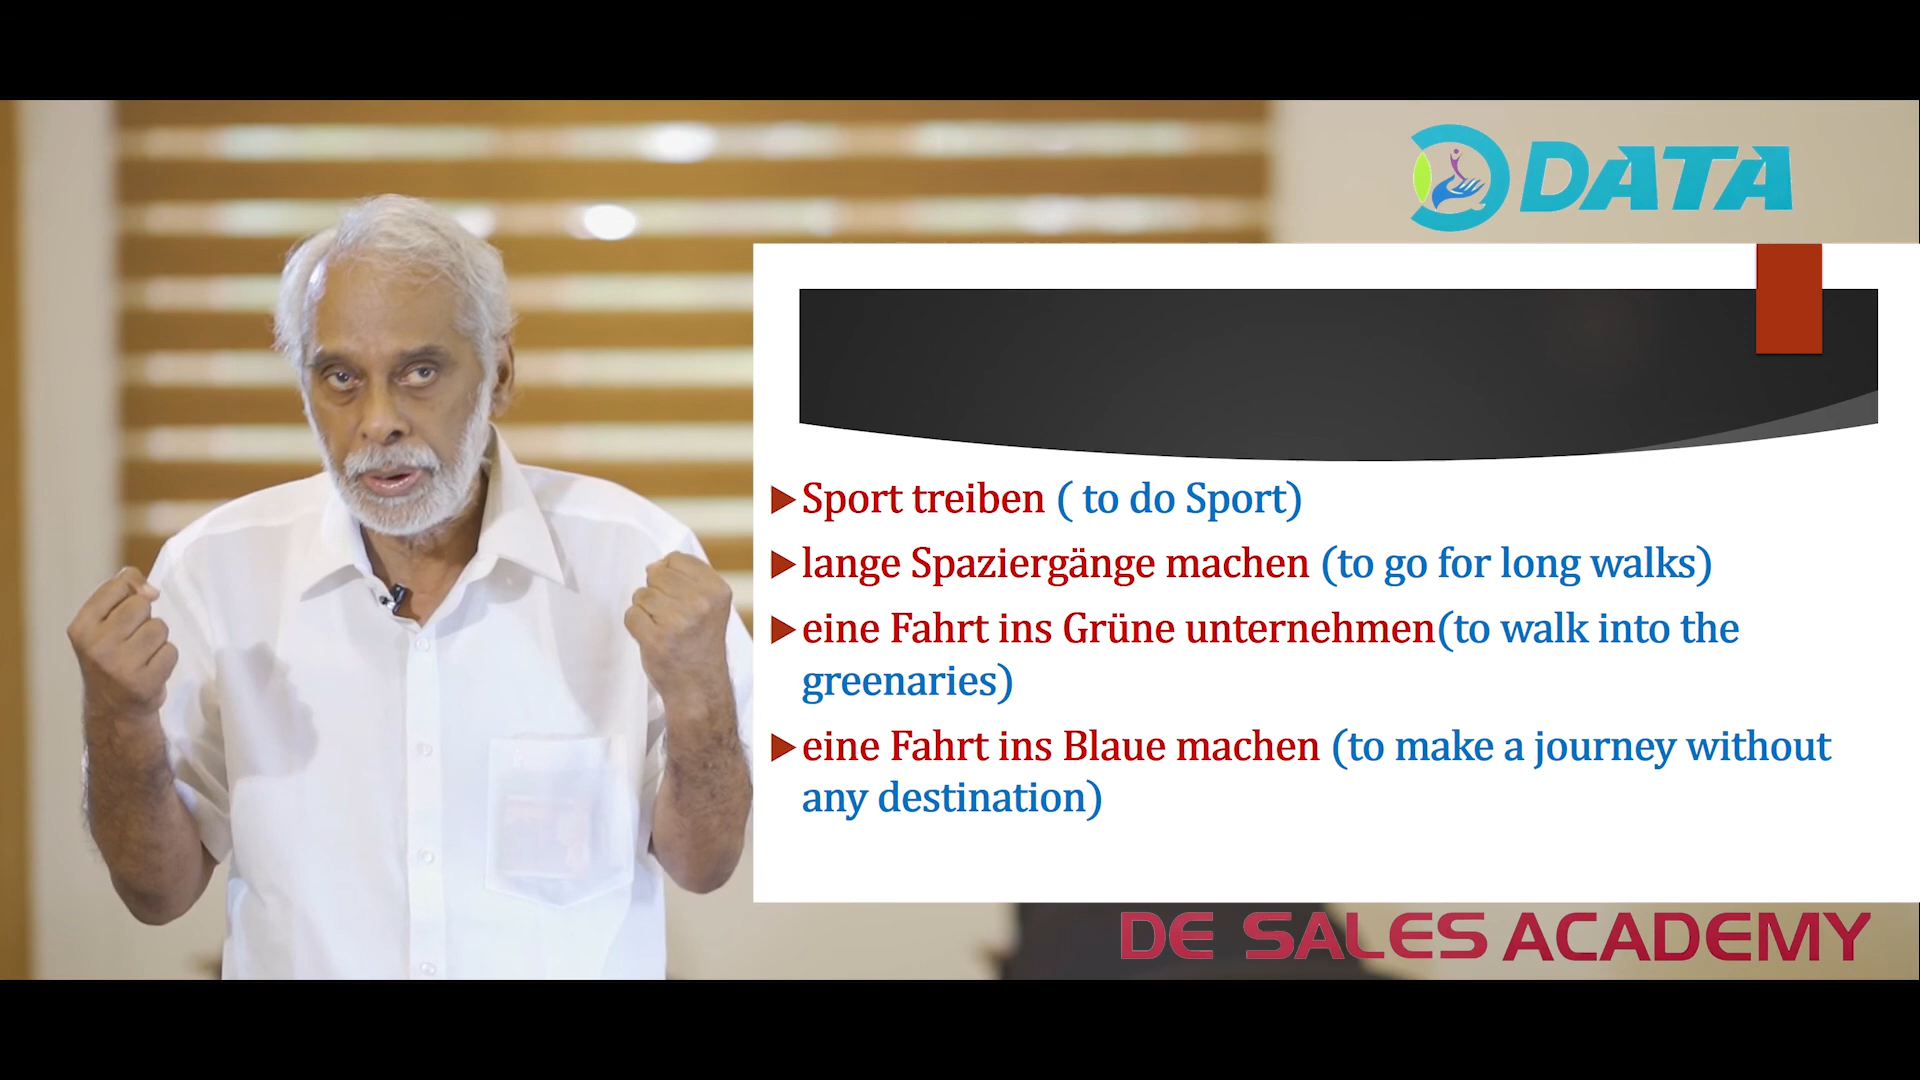 DATA
Sport treiben ( to do Sport)
lange Spaziergänge machen (to go for long walks)
eine Fahrt ins Grüne unternehmen(to walk into the
greenaries)
eine Fahrt ins Blaue machen (to make a journey without
any destination)
DE SALES ACADEMY